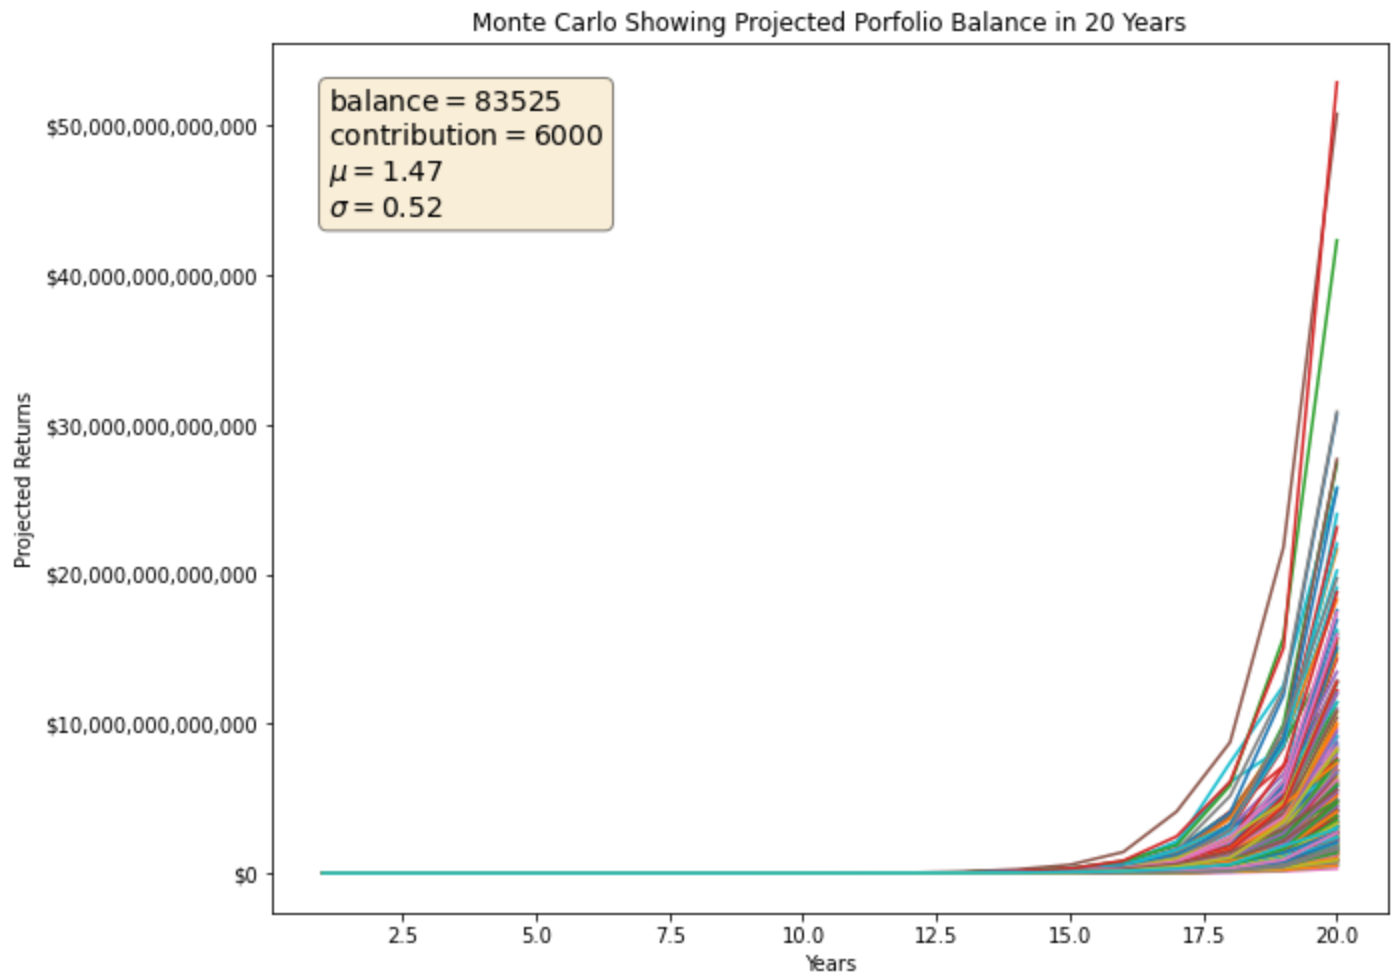 Monte Carlo Showing Projected Porfolio Balance in 20 Years
balance = 83525
contribution = 6000
μ = 1.47
σ = 0.52
$50,000,000,000,000
$40,000,000,000,000
$30,000,000,000,000
$20,000,000,000,000
$10,000,000,000,000
$0
Projected Returns
2.5 5.0 7.5 10.0 12.5 15.0 17.5 20.0
Years